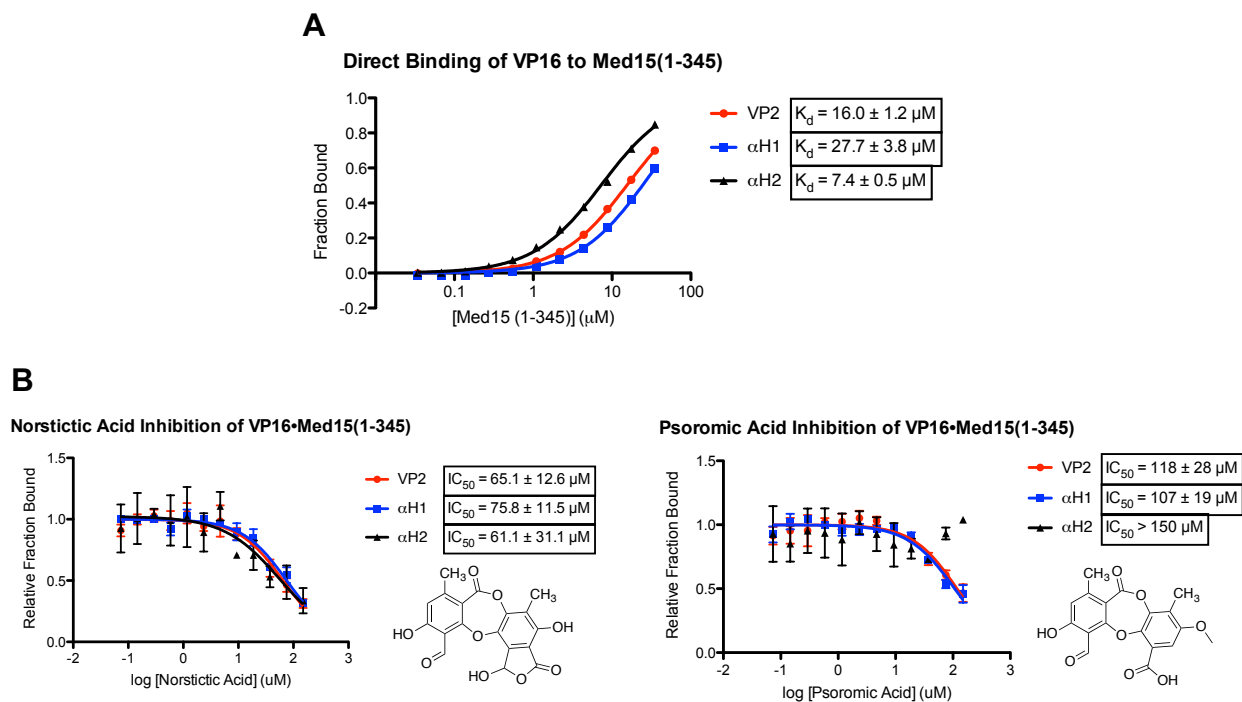 A
Direct Binding of VP16 to Med15(1-345)
1.0
0.8
0.6
0.4
0.2
0.0
-0.2
Fraction Bound
0.1
1
10
100
[Med15 (1-345)] (μM)
VP2
K_d = 16.0 ± 1.2 μM
αH1
K_d = 27.7 ± 3.8 μM
αH2
K_d = 7.4 ± 0.5 μM
B
Norstictic Acid Inhibition of VP16•Med15(1-345)
1.5
1.0
0.5
0.0
Relative Fraction Bound
-1
0
1
2
3
log [Norstictic Acid] (uM)
VP2
IC50 = 65.1 ± 12.6 μM
αH1
IC50 = 75.8 ± 11.5 μM
αH2
IC50 = 61.1 ± 31.1 μM
CH3
O
O
CH3
HO
O
OH
O
HO
O
O
Psoromic Acid Inhibition of VP16•Med15(1-345)
1.5
1.0
0.5
0.0
Relative Fraction Bound
-2
-1
0
1
2
3
log [Psoromic Acid] (uM)
VP2
IC50 = 118 ± 28 μM
αH1
IC50 = 107 ± 19 μM
αH2
IC50 > 150 μM
CH3
O
O
CH3
HO
O
O
O
O
OH